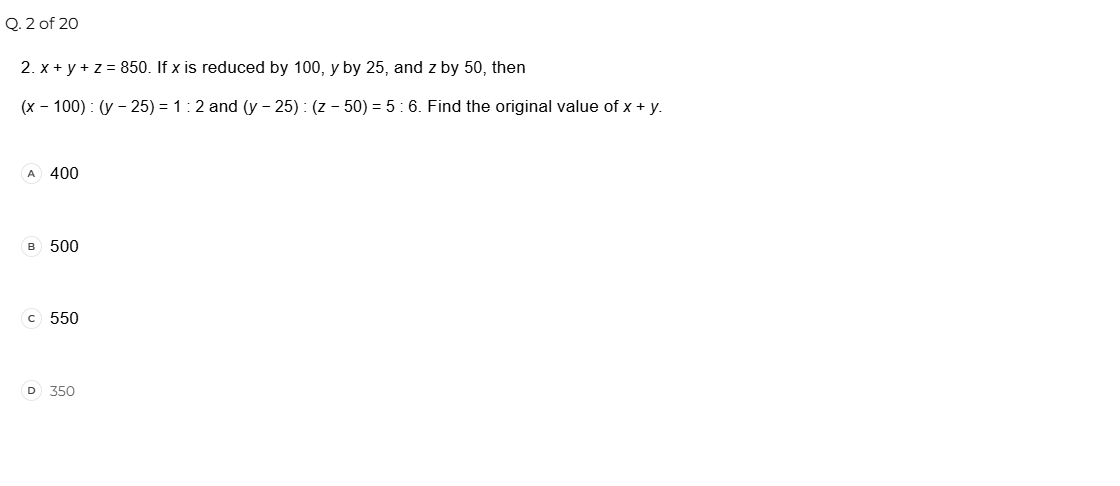 Q. 2 of 20
2. x + y + z = 850. If x is reduced by 100, y by 25, and z by 50, then
(x − 100) : (y − 25) = 1 : 2 and (y − 25) : (z − 50) = 5 : 6. Find the original value of x + y.
A 400
B 500
C 550
D 350